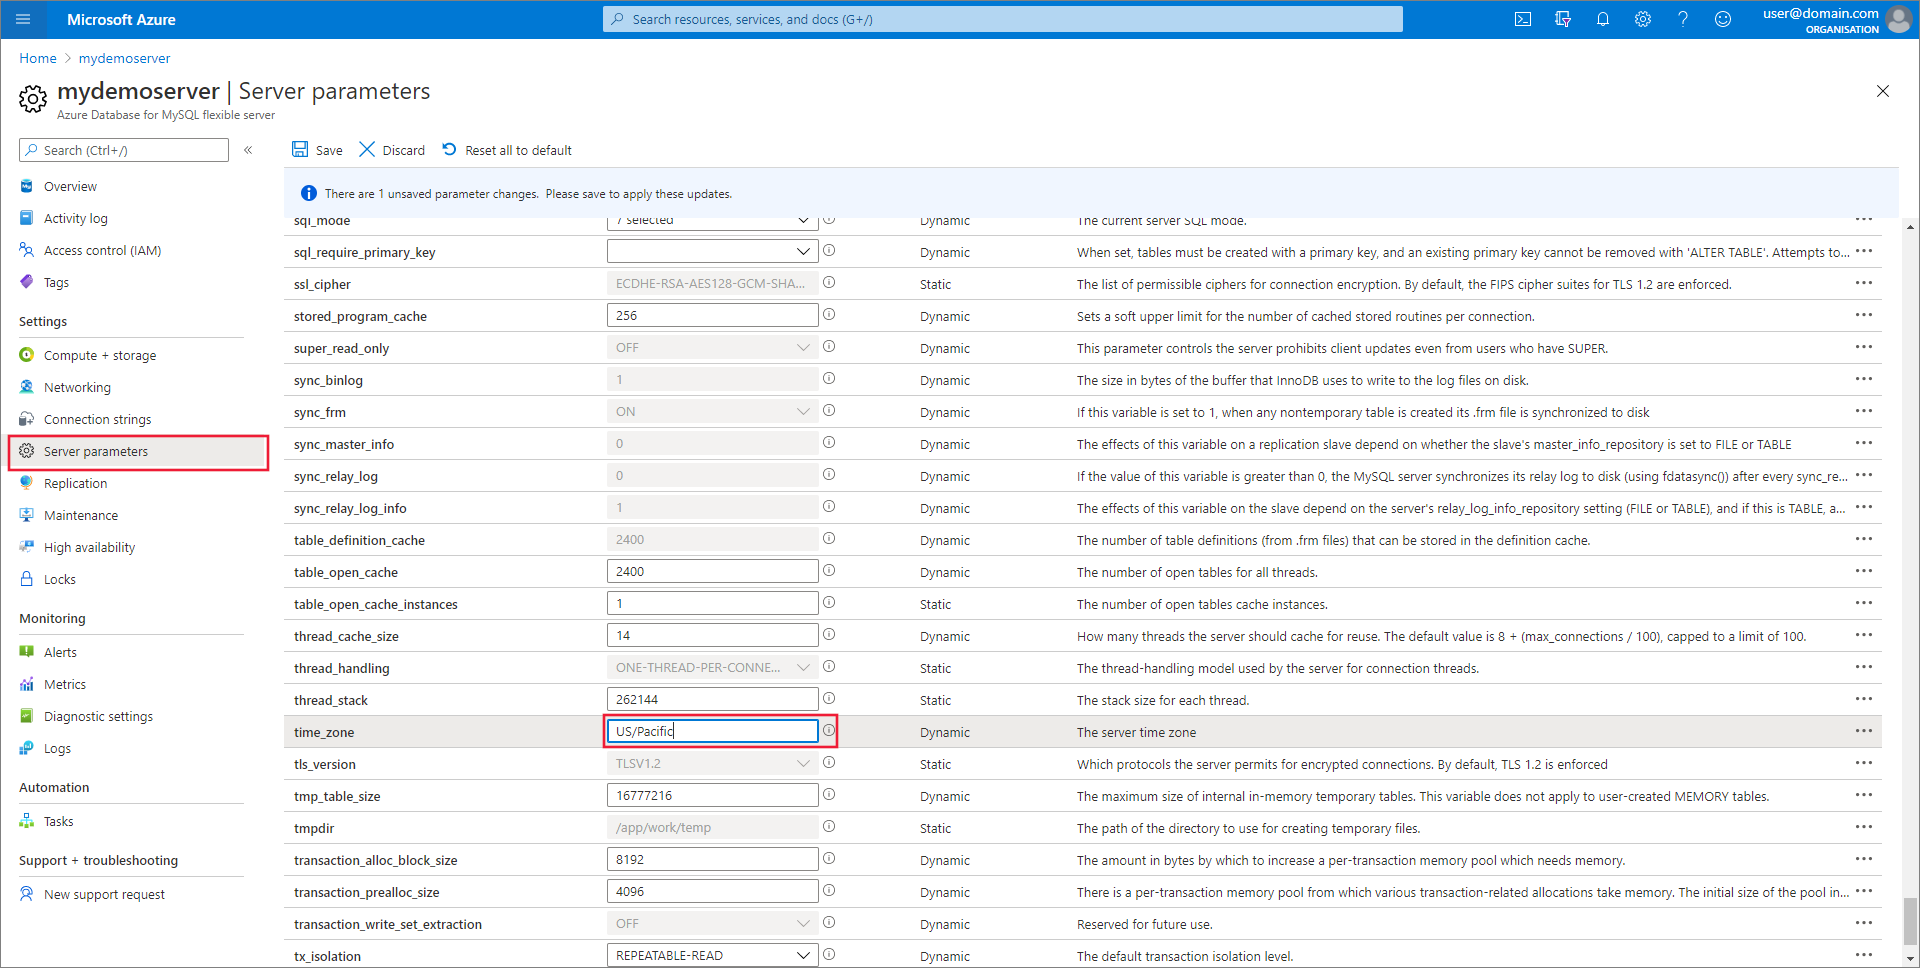 Microsoft Azure
Search resources, services, and docs (G+/)
user@domain.com
ORGANISATION
Home > mydemoserver
mydemoserver | Server parameters
Azure Database for MySQL flexible server
Search (Ctrl+/)
«
Overview
Activity log
Access control (IAM)
Tags
Settings
Compute + storage
Networking
Connection strings
Server parameters
Replication
Maintenance
High availability
Locks
Monitoring
Alerts
Metrics
Diagnostic settings
Logs
Automation
Tasks
Support + troubleshooting
New support request
Save Discard Reset all to default
There are 1 unsaved parameter changes. Please save to apply these updates.
sql_mode 7 selected Dynamic The current server SQL mode.
sql_require_primary_key Dynamic When set, tables must be created with a primary key, and an existing primary key cannot be removed with 'ALTER TABLE'. Attempts to...
ssl_cipher ECDHE-RSA-AES128-GCM-SHA... Static The list of permissible ciphers for connection encryption. By default, the FIPS cipher suites for TLS 1.2 are enforced.
stored_program_cache 256 Dynamic Sets a soft upper limit for the number of cached stored routines per connection.
super_read_only OFF Dynamic This parameter controls the server prohibits client updates even from users who have SUPER.
sync_binlog 1 Dynamic The size in bytes of the buffer that InnoDB uses to write to the log files on disk.
sync_frm ON Dynamic If this variable is set to 1, when any nontemporary table is created its .frm file is synchronized to disk
sync_master_info 0 Dynamic The effects of this variable on a replication slave depend on whether the slave's master_info_repository is set to FILE or TABLE
sync_relay_log 0 Dynamic If the value of this variable is greater than 0, the MySQL server synchronizes its relay log to disk (using fdatasync()) after every sync_re...
sync_relay_log_info 1 Dynamic The effects of this variable on the slave depend on the server's relay_log_info_repository setting (FILE or TABLE), and if this is TABLE, a...
table_definition_cache 2400 Dynamic The number of table definitions (from .frm files) that can be stored in the definition cache.
table_open_cache 2400 Dynamic The number of open tables for all threads.
table_open_cache_instances 1 Static The number of open tables cache instances.
thread_cache_size 14 Dynamic How many threads the server should cache for reuse. The default value is 8 + (max_connections / 100), capped to a limit of 100.
thread_handling ONE-THREAD-PER-CONNE... Static The thread-handling model used by the server for connection threads.
thread_stack 262144 Static The stack size for each thread.
time_zone US/Pacific Dynamic The server time zone
tls_version TLSV1.2 Static Which protocols the server permits for encrypted connections. By default, TLS 1.2 is enforced
tmp_table_size 16777216 Dynamic The maximum size of internal in-memory temporary tables. This variable does not apply to user-created MEMORY tables.
tmpdir /app/work/temp Static The path of the directory to use for creating temporary files.
transaction_alloc_block_size 8192 Dynamic The amount in bytes by which to increase a per-transaction memory pool which needs memory.
transaction_prealloc_size 4096 Dynamic There is a per-transaction memory pool from which various transaction-related allocations take memory. The initial size of the pool in...
transaction_write_set_extraction OFF Dynamic Reserved for future use.
tx_isolation REPEATABLE-READ Dynamic The default transaction isolation level.